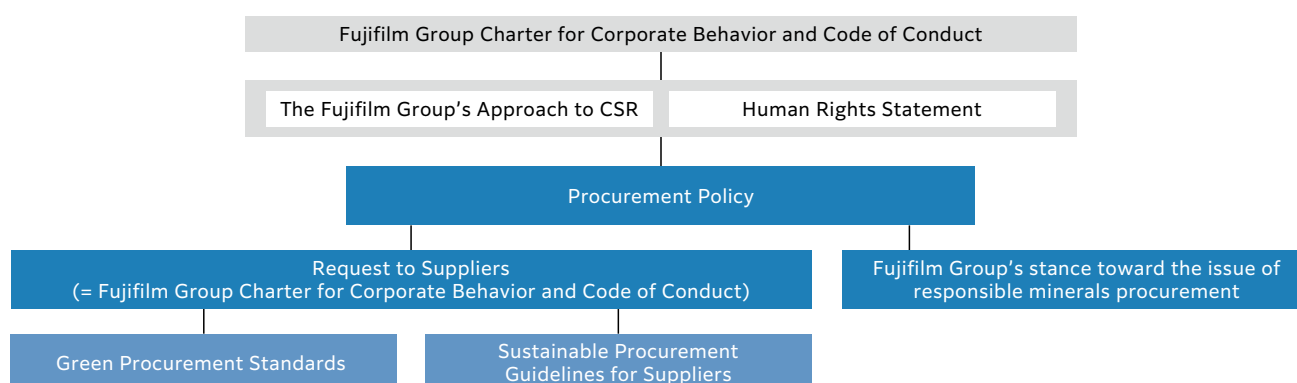 Fujifilm Group Charter for Corporate Behavior and Code of Conduct
The Fujifilm Group's Approach to CSR
Human Rights Statement
Procurement Policy
Request to Suppliers
(= Fujifilm Group Charter for Corporate Behavior and Code of Conduct)
Fujifilm Group's stance toward the issue of
responsible minerals procurement
Green Procurement Standards
Sustainable Procurement
Guidelines for Suppliers